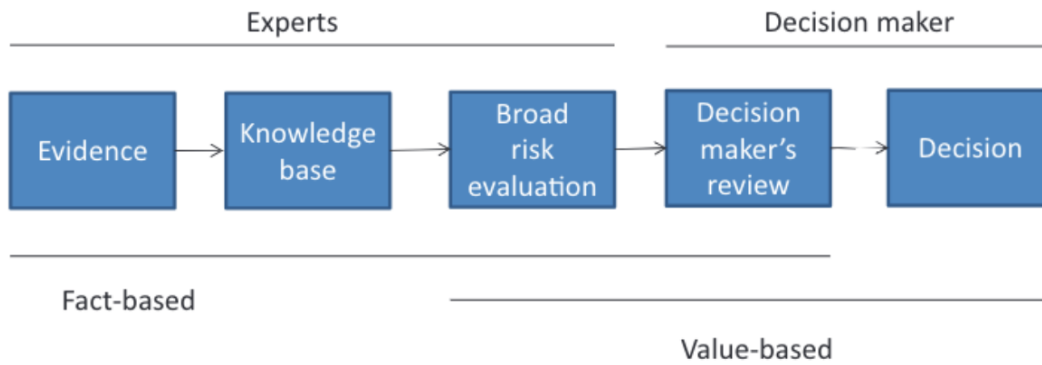 Experts
Decision maker
Evidence
Knowledge
base
Broad
risk
evaluation
Decision
maker's
review
Decision
Fact-based
Value-based